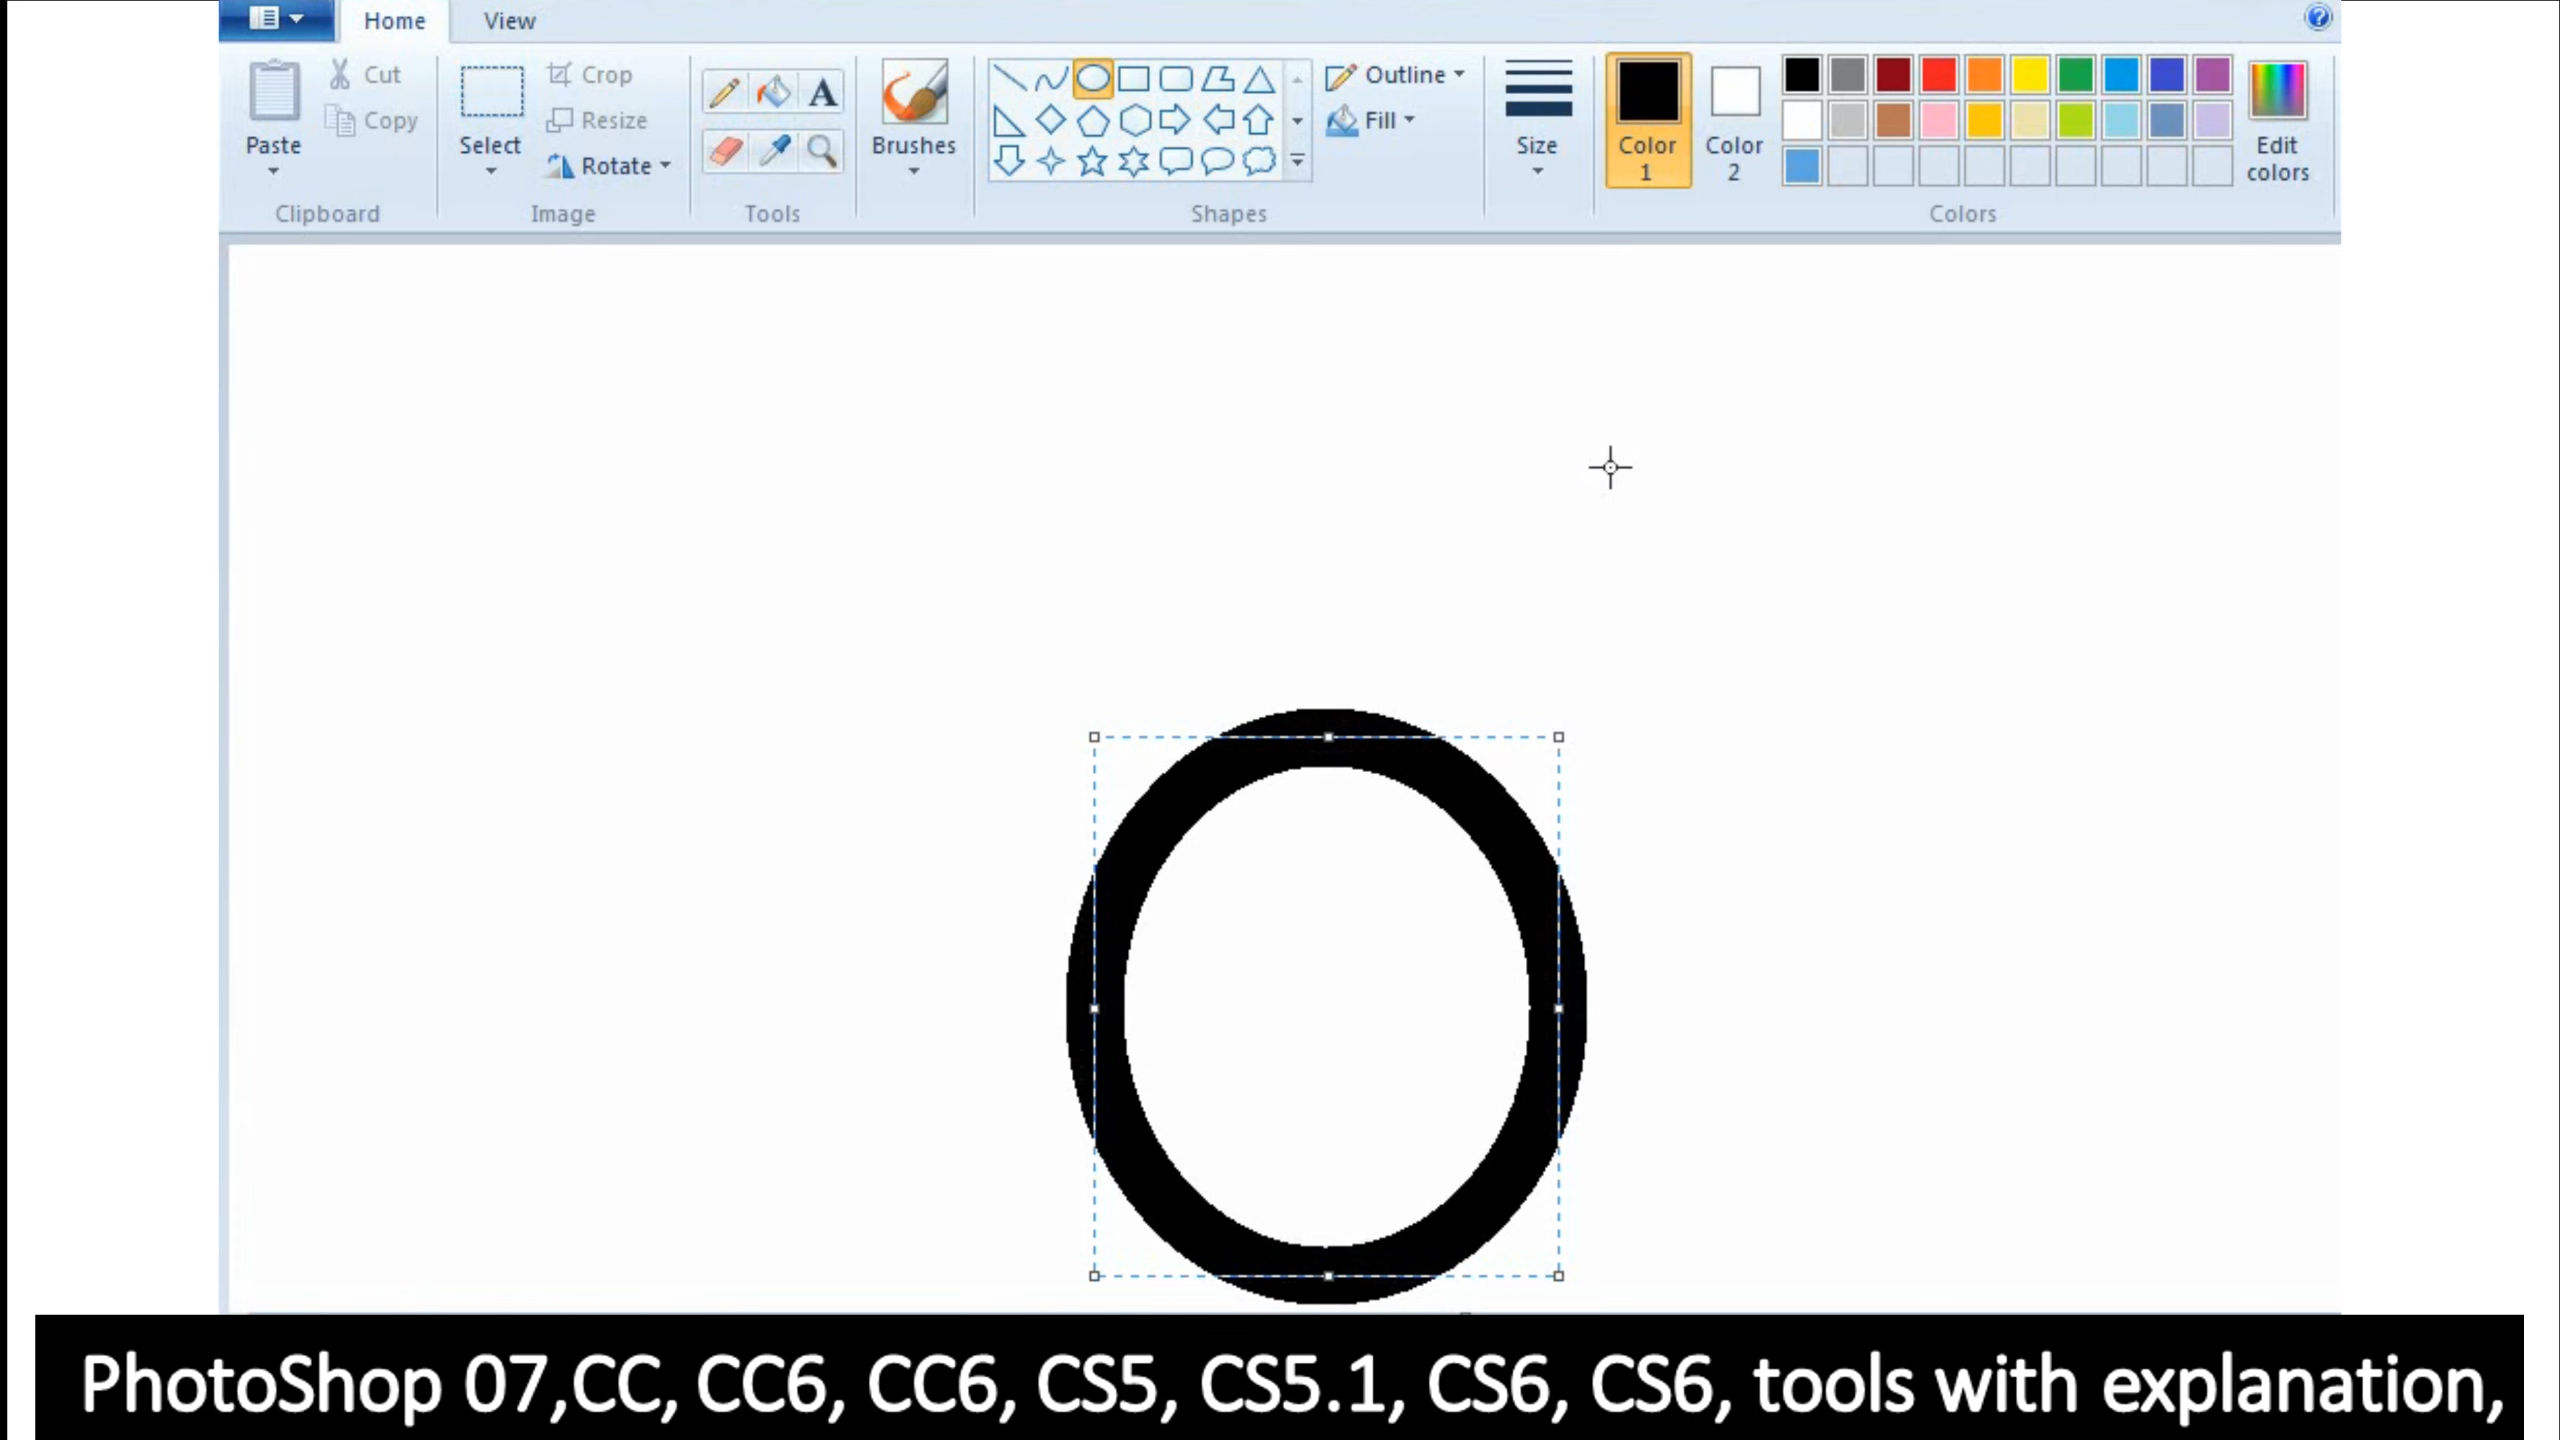 Home View
Paste
Cut
Copy
Clipboard
Select
Crop
Resize
Rotate
Image
A
Tools
Brushes
Outline
Fill
Shapes
Size
Color
1
Color
2
Edit
colors
Colors
PhotoShop 07,CC, CC6, CC6, CS5, CS5.1, CS6, CS6, tools with explanation,